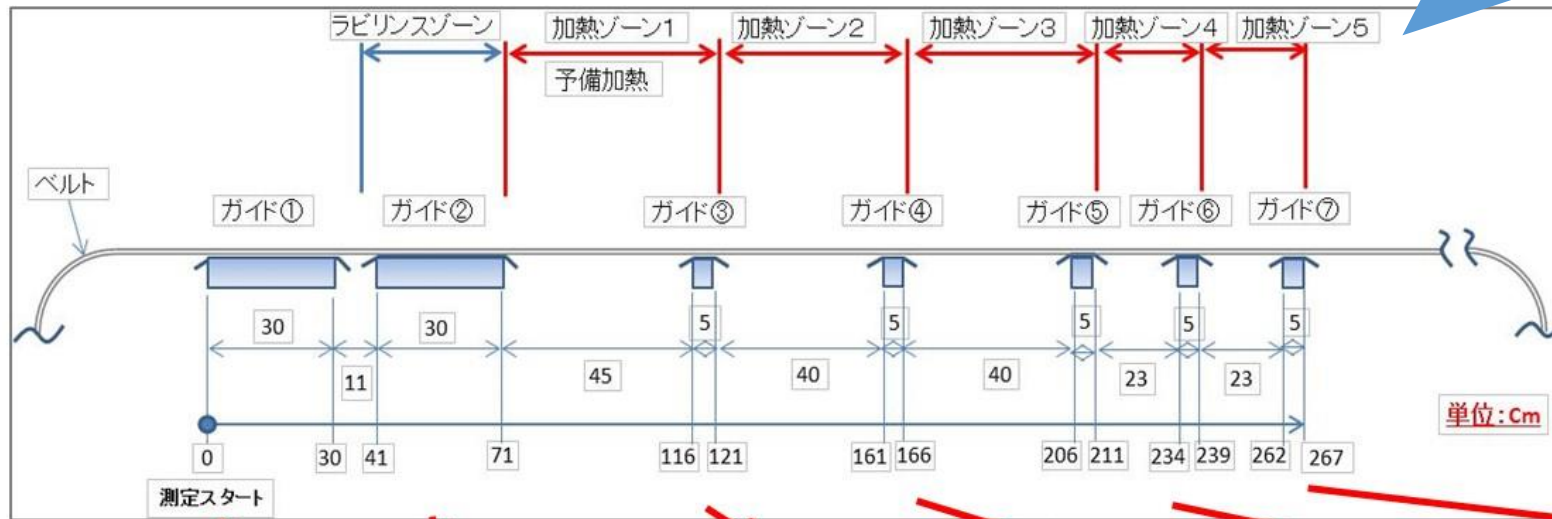 ラビリンスゾーン 加熱ゾーン1 加熱ゾーン2 加熱ゾーン3 加熱ゾーン4 加熱ゾーン5
予備加熱
ベルト
ガイド① ガイド② ガイド③ ガイド④ ガイド⑤ ガイド⑥ ガイド⑦
30 30 5 5 5 5 5
11 45 40 40 23 23
単位:Cm
0 30 41 71 116 121 161 166 206 211 234 239 262 267
測定スタート